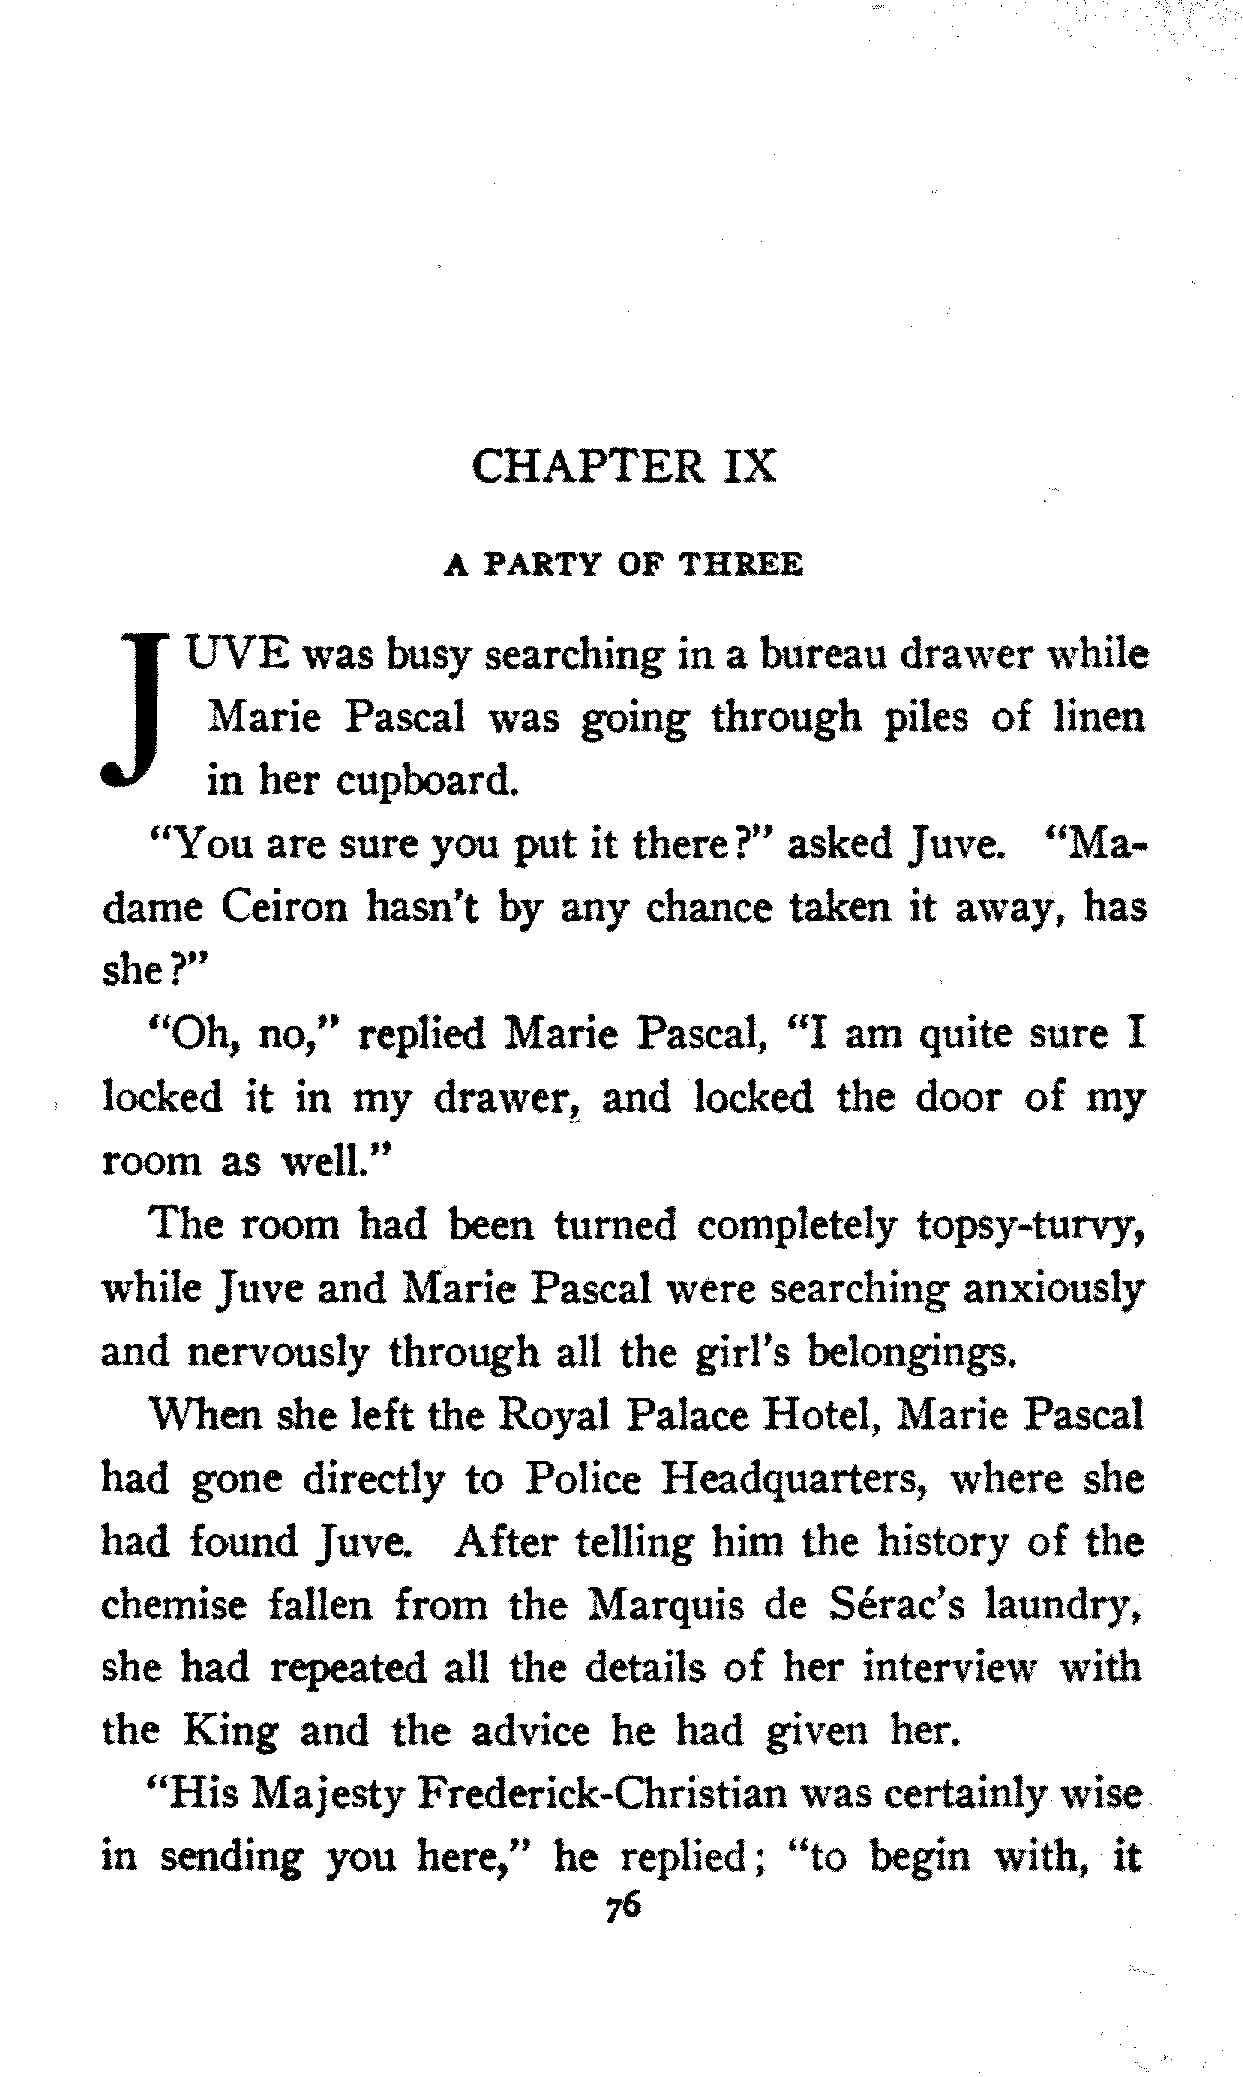 CHAPTER IX
A PARTY OF THREE
JUVE was busy searching in a bureau drawer while
Marie Pascal was going through piles of linen
in her cupboard.
“You are sure you put it there?” asked Juve. “Ma-
dame Ceiron hasn't by any chance taken it away, has
she?”
“Oh, no,” replied Marie Pascal, “I am quite sure I
locked it in my drawer, and locked the door of my
room as well.”
The room had been turned completely topsy-turvy,
while Juve and Marie Pascal were searching anxiously
and nervously through all the girl's belongings.
When she left the Royal Palace Hotel, Marie Pascal
had gone directly to Police Headquarters, where she
had found Juve. After telling him the history of the
chemise fallen from the Marquis de Sérac's laundry,
she had repeated all the details of her interview with
the King and the advice he had given her.
“His Majesty Frederick-Christian was certainly wise
in sending you here,” he replied; “to begin with, it
76